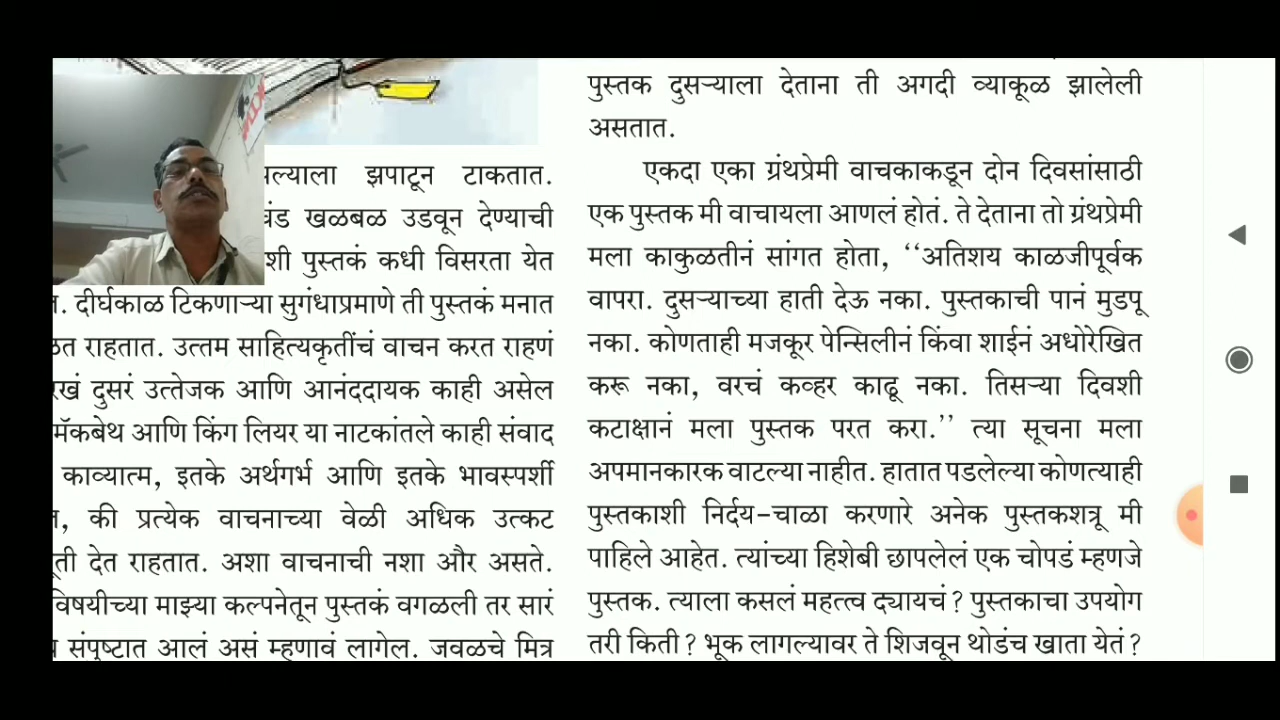 झपाटून टाकतात.
खळबळ उडवून देण्याची
पुस्तकं कधी विसरता येत
दीर्घकाळ टिकणाऱ्या सुगंधाप्रमाणे ती पुस्तकं मनात
राहतात. उत्तम साहित्यकृतींचं वाचन करत राहणं
दुसरं उत्तेजक आणि आनंददायक काही असेल
मॅकबेथ आणि किंग लियर या नाटकांतले काही संवाद
काव्यात्म, इतके अर्थगर्भ आणि इतके भावस्पर्शी
की प्रत्येक वाचनाच्या वेळी अधिक उत्कट
देत राहतात. अशा वाचनाची नशा और असते.
विषयीच्या माझ्या कल्पनेतून पुस्तकं वगळली तर सारं
संपुष्टात आलं असं म्हणावं लागेल. जवळचे मित्र
पुस्तक दुसऱ्याला देताना ती अगदी व्याकूळ झालेली
असतात.
एकदा एका ग्रंथप्रेमी वाचकाकडून दोन दिवसांसाठी
एक पुस्तक मी वाचायला आणलं होतं. ते देताना तो ग्रंथप्रेमी
मला काकुळतीनं सांगत होता, ‘‘अतिशय काळजीपूर्वक
वापरा. दुसऱ्याच्या हाती देऊ नका. पुस्तकाची पानं मुडपू
नका. कोणताही मजकूर पेन्सिलीनं किंवा शाईनं अधोरेखित
करू नका, वरचं कव्हर काढू नका. तिसऱ्या दिवशी
कटाक्षानं मला पुस्तक परत करा.’’ त्या सूचना मला
अपमानकारक वाटल्या नाहीत. हातात पडलेल्या कोणत्याही
पुस्तकाशी निर्दय-चाळा करणारे अनेक पुस्तकशत्रू मी
पाहिले आहेत. त्यांच्या हिशेबी छापलेलं एक चोपडं म्हणजे
पुस्तक. त्याला कसलं महत्त्व द्यायचं? पुस्तकाचा उपयोग
तरी किती? भूक लागल्यावर ते शिजवून थोडंच खाता येतं?